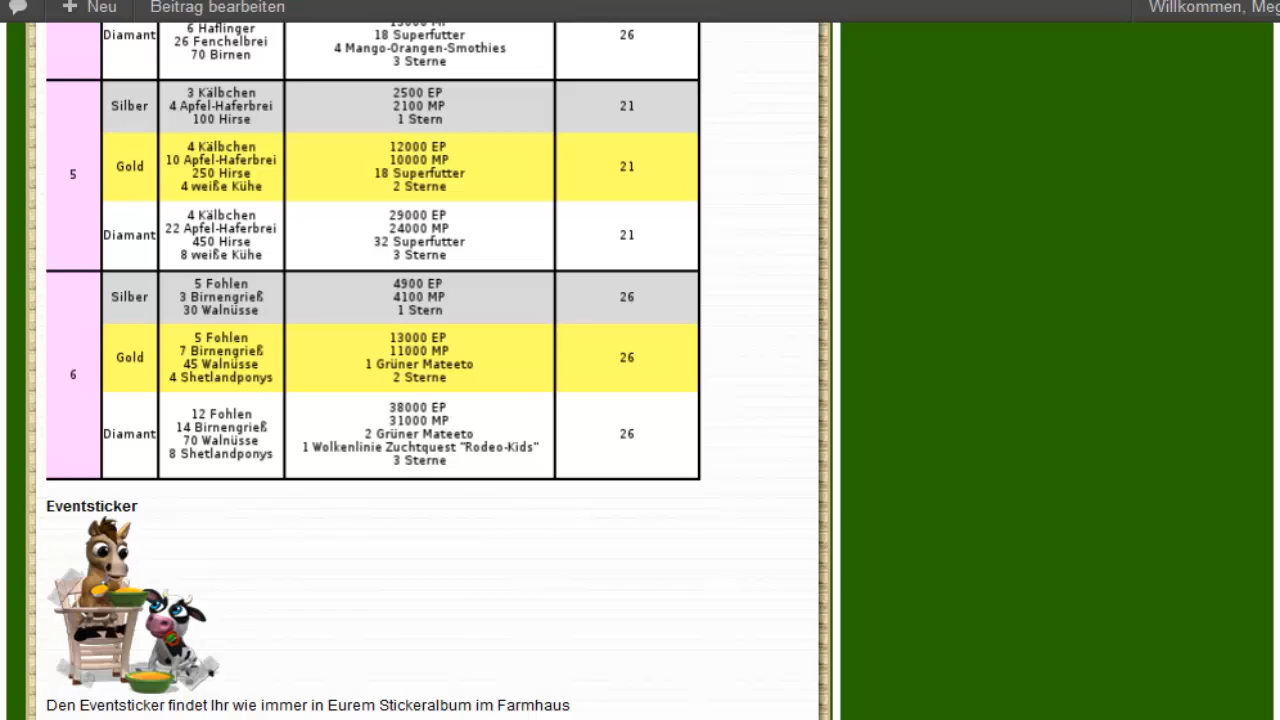 Neu Beitrag bearbeiten Willkommen, Meg
Diamant
6 Haflinger
26 Fenchelbrei
70 Birnen
18 Superfutter
4 Mango-Orangen-Smothies
3 Sterne
26
5
Silber
3 Kälbchen
4 Apfel-Haferbrei
100 Hirse
2500 EP
2100 MP
1 Stern
21
Gold
4 Kälbchen
10 Apfel-Haferbrei
250 Hirse
4 weiße Kühe
12000 EP
10000 MP
18 Superfutter
2 Sterne
21
Diamant
4 Kälbchen
22 Apfel-Haferbrei
450 Hirse
8 weiße Kühe
29000 EP
24000 MP
32 Superfutter
3 Sterne
21
6
Silber
5 Fohlen
3 Birnengrieß
30 Walnüsse
4900 EP
4100 MP
1 Stern
26
Gold
5 Fohlen
7 Birnengrieß
45 Walnüsse
4 Shetlandponys
13000 EP
11000 MP
1 Grüner Mateeto
2 Sterne
26
Diamant
12 Fohlen
14 Birnengrieß
70 Walnüsse
8 Shetlandponys
38000 EP
31000 MP
2 Grüner Mateeto
1 Wolkenlinie Zuchtquest "Rodeo-Kids"
3 Sterne
26
Eventsticker
Den Eventsticker findet Ihr wie immer in Eurem Stickeralbum im Farmhaus